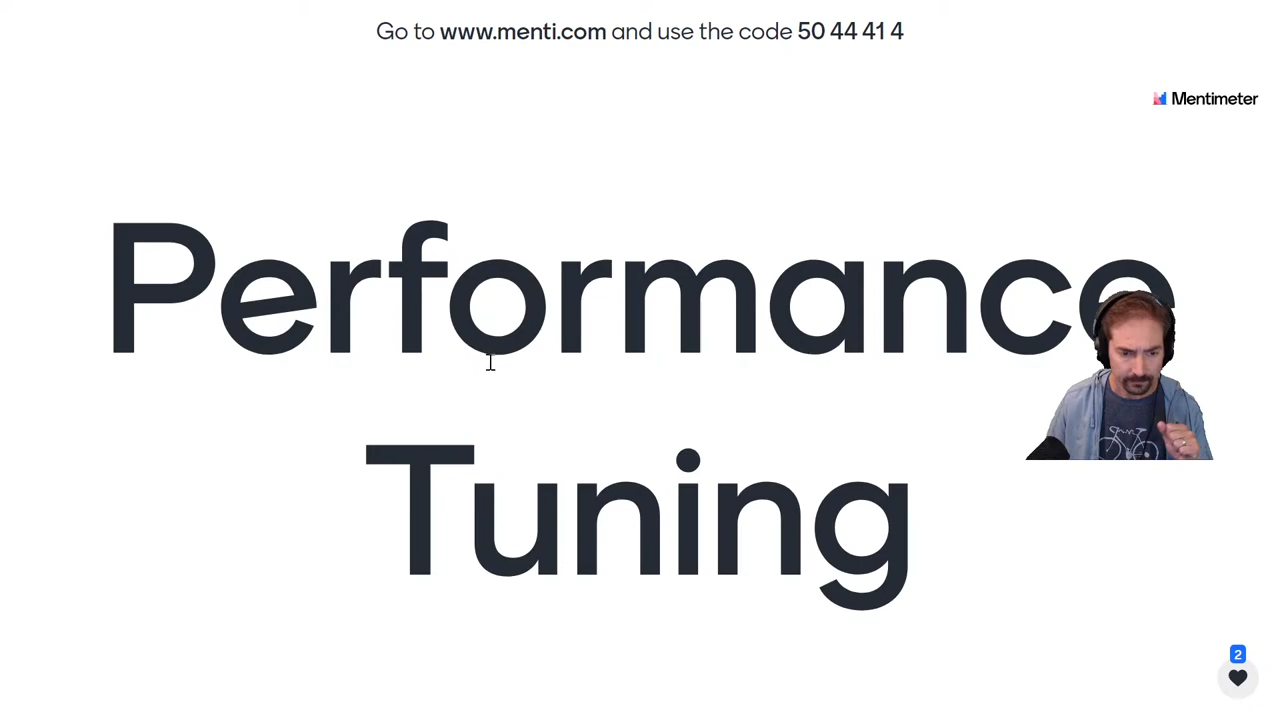 Go to www.menti.com and use the code 50 44 41 4
Mentimeter
Performance
Tuning
2